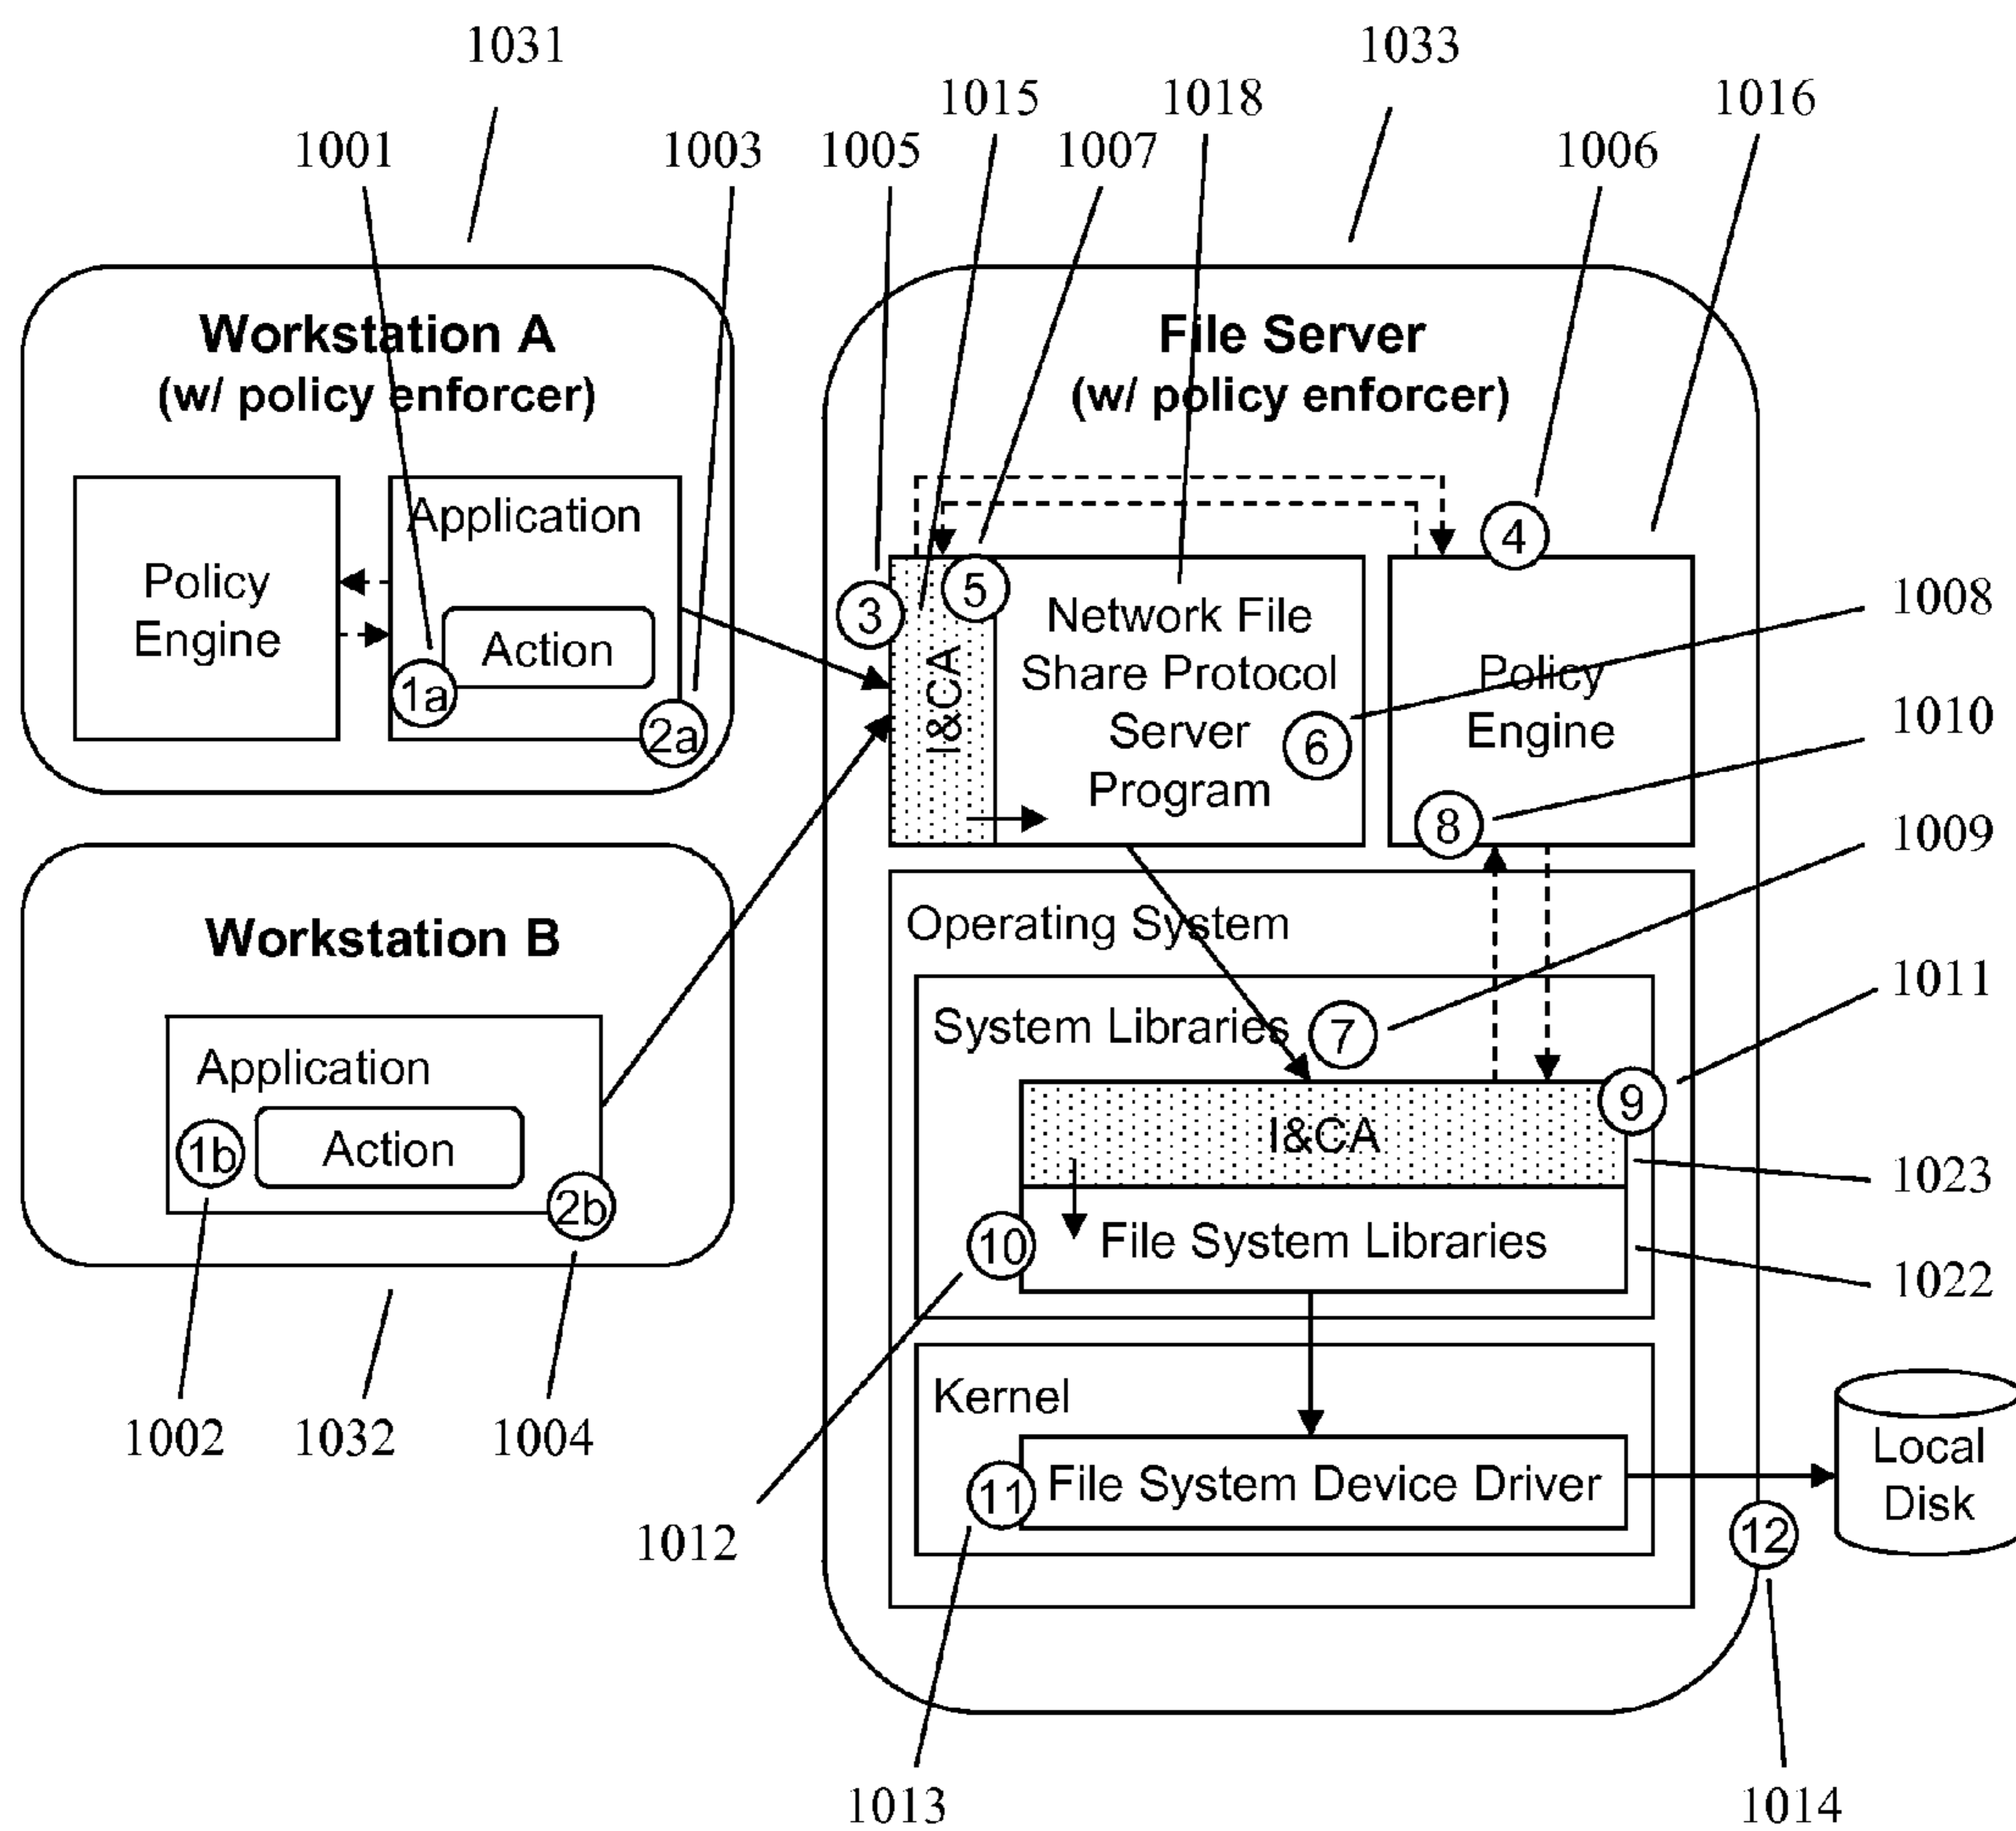 1031
1033
1015
1018
1016
1001
1003
1005
1007
1006
Workstation A
(w/ policy enforcer)
File Server
(w/ policy enforcer)
Policy
Engine
Application
Action
1a
2a
3
5
4
I&CA
Network File
Share Protocol
Server
Program
6
Policy
Engine
8
1008
1010
1009
Workstation B
Application
1b
Action
2b
1002
1032
1004
Operating System
System Libraries
7
1011
9
I&CA
1023
10
File System Libraries
1022
1012
Kernel
11
File System Device Driver
Local
Disk
12
1013
1014